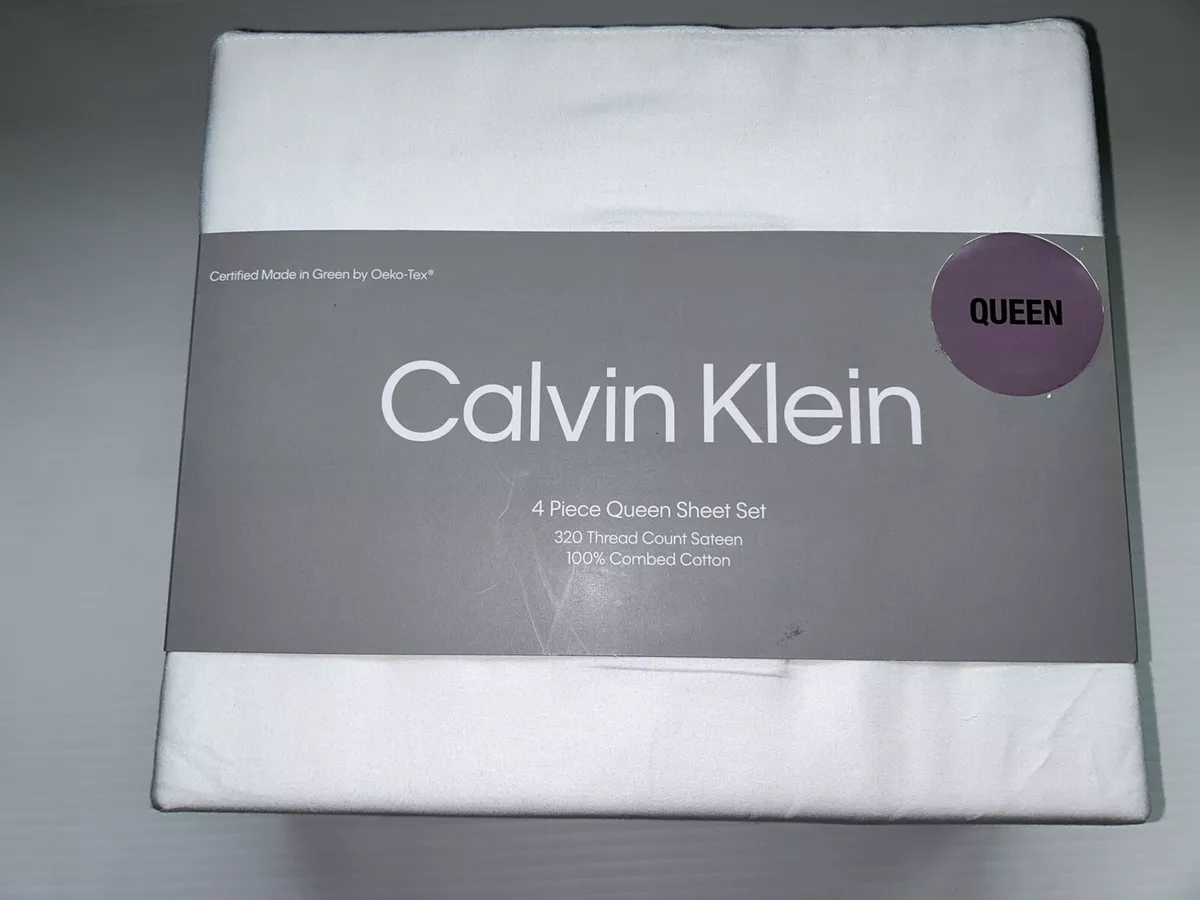 Certified Made in Green by Oeko-Tex®
QUEEN
Calvin Klein
4 Piece Queen Sheet Set
320 Thread Count Sateen
100% Combed Cotton